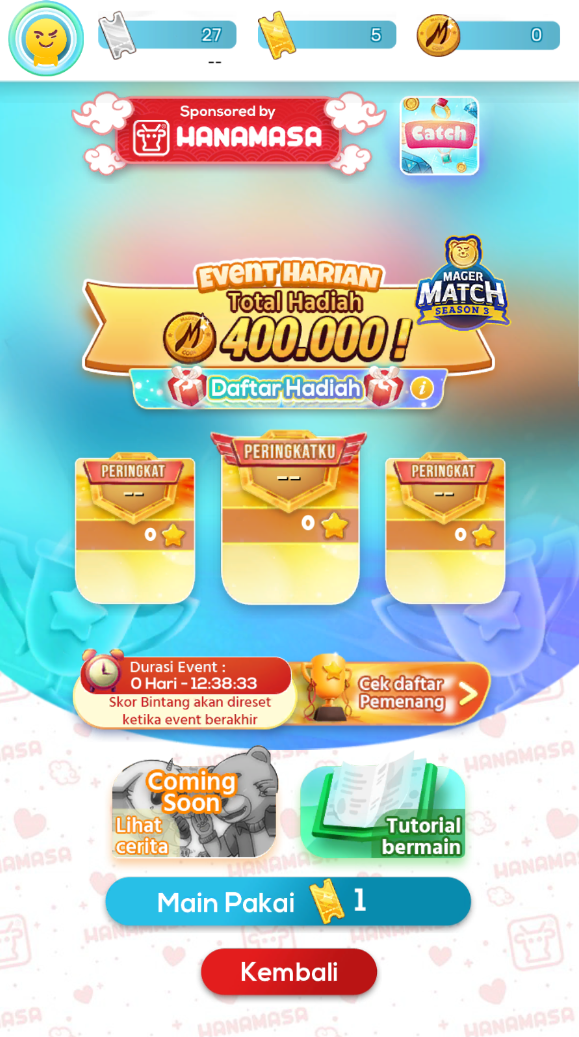 27
5
0
--
Sponsored by
HANAMASA
Catch
EVENT HARIAN
Total Hadiah
400.000!
MAGER
MATCH
SEASON 3
Daftar Hadiah
i
PERINGKAT
--
0
PERINGKATKU
--
0
PERINGKAT
--
0
Durasi Event :
0 Hari - 12:38:33
Skor Bintang akan direset
ketika event berakhir
Cek daftar
Pemenang
Coming
Soon
Lihat
cerita
Tutorial
bermain
Main Pakai 1
Kembali
HANAMASA
HANAMASA
HANAMASA